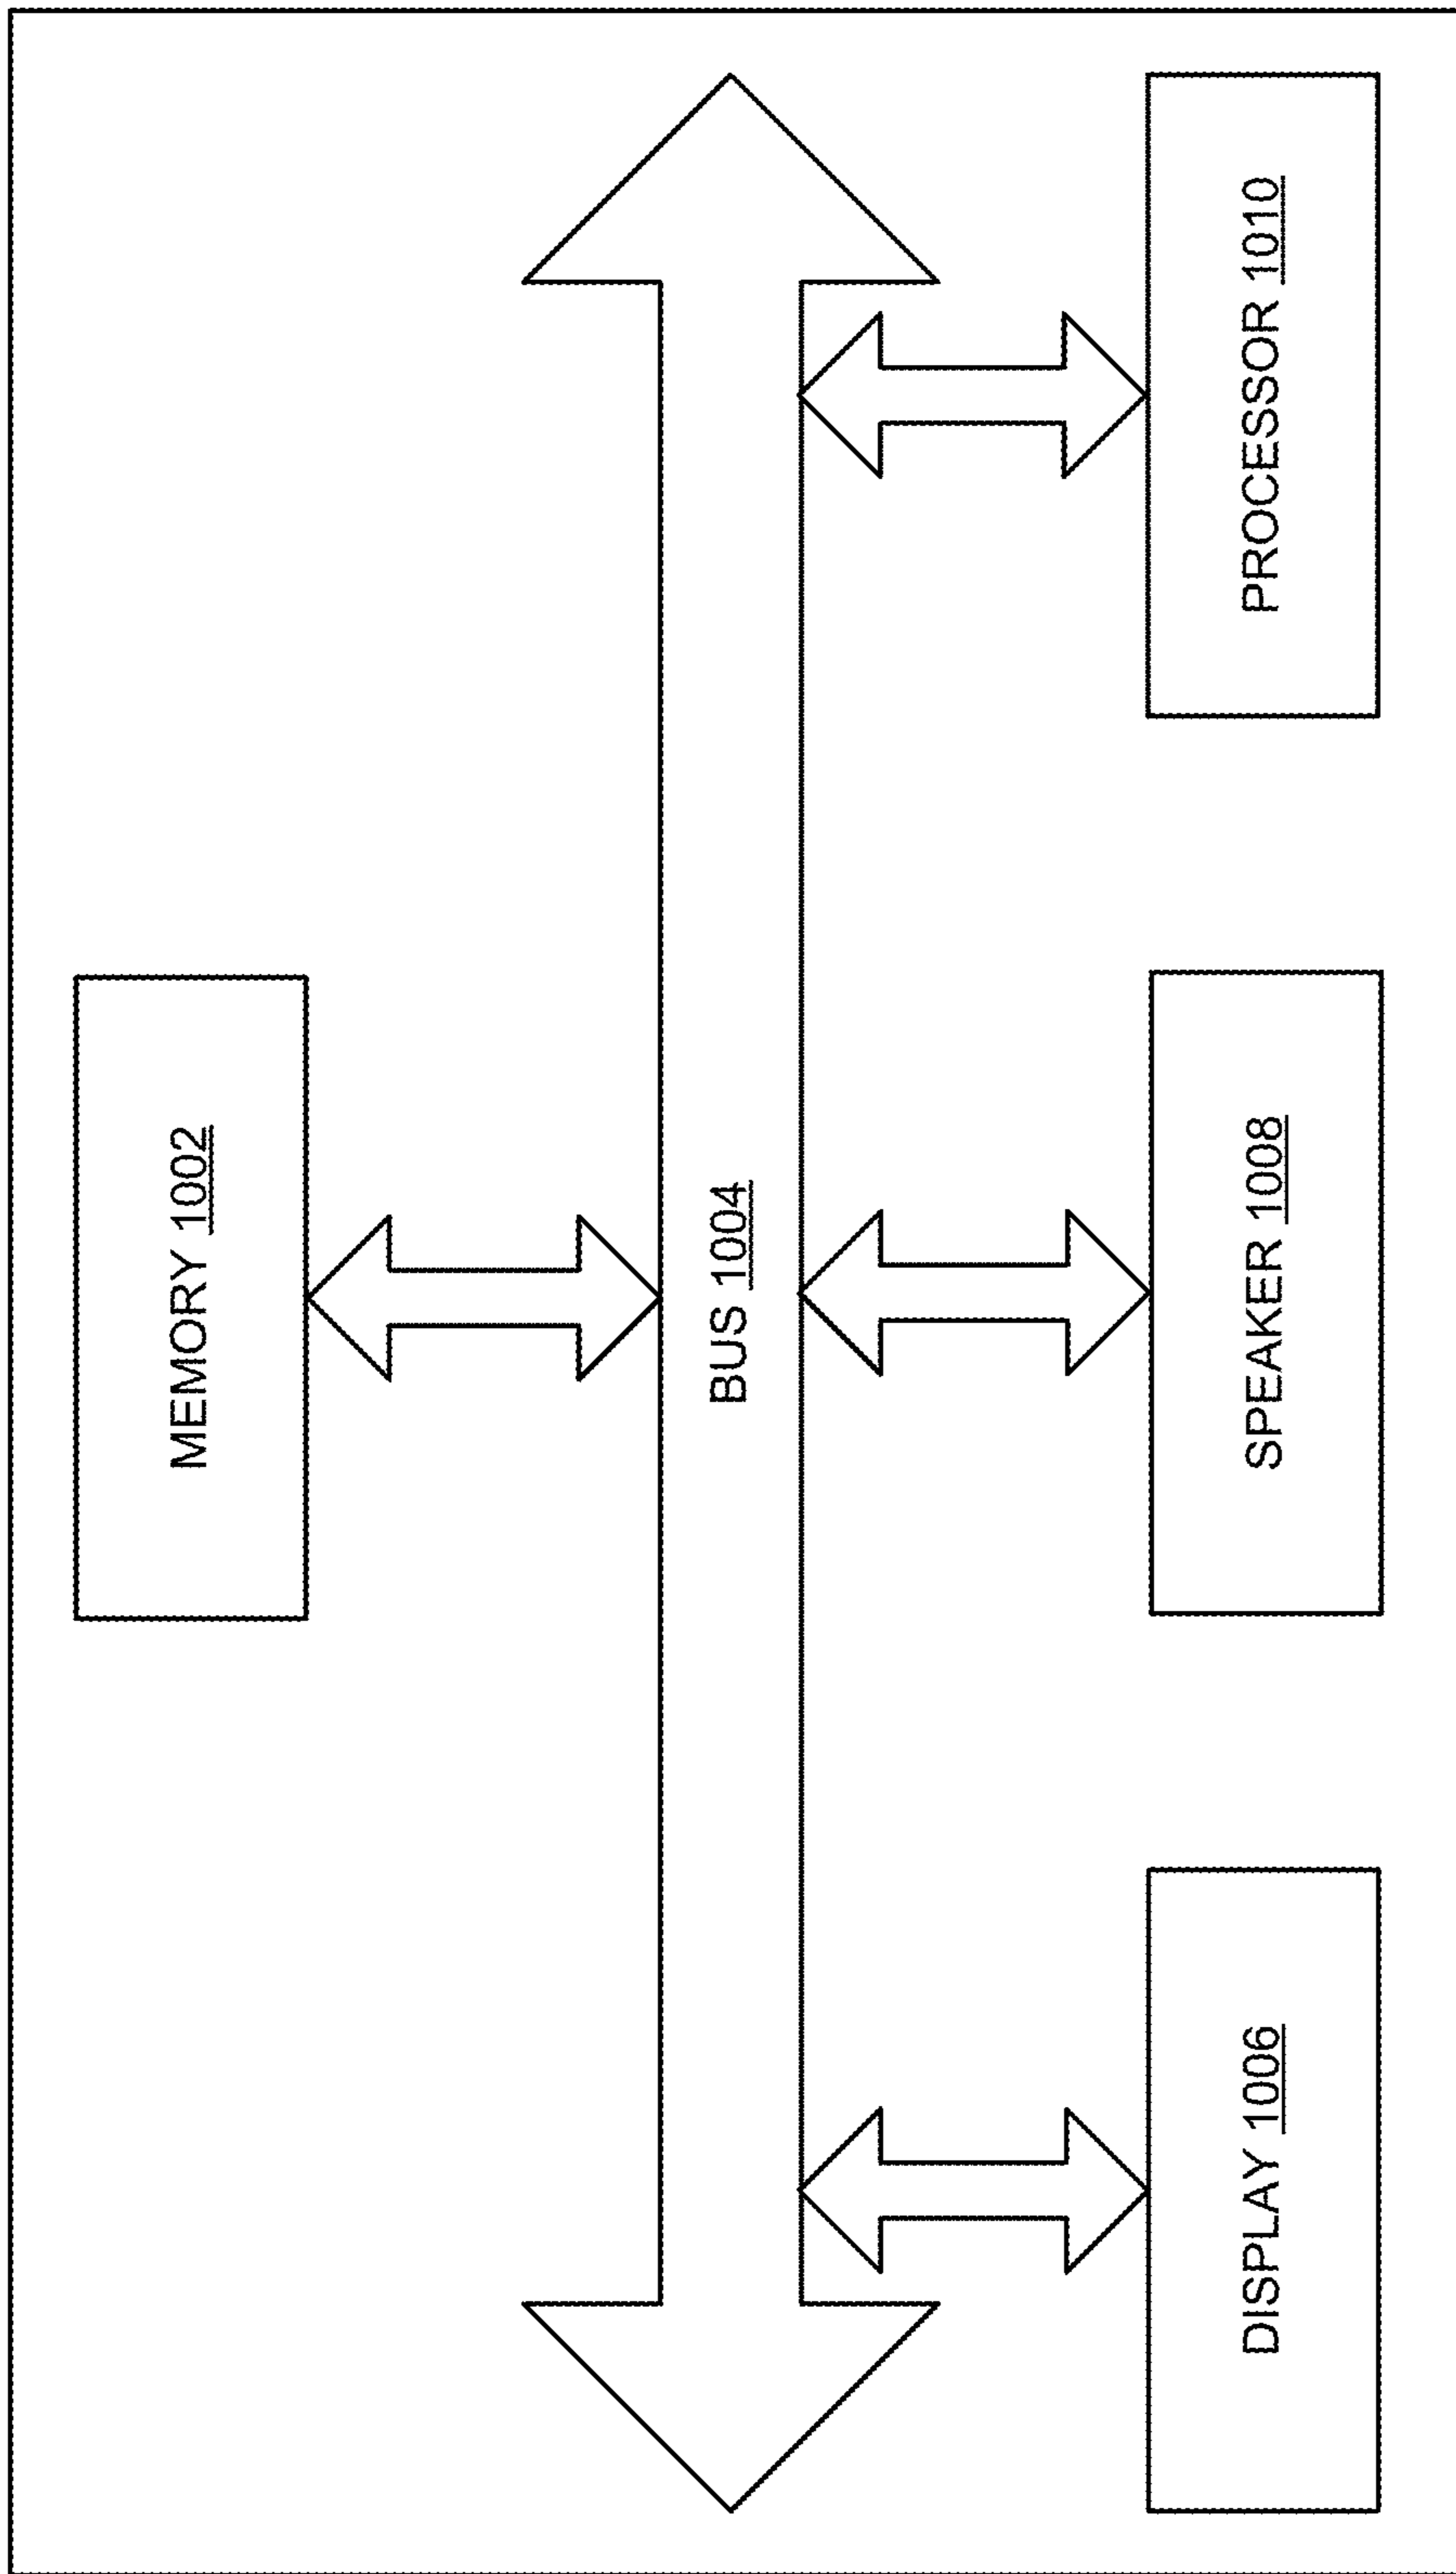 MEMORY 1002
BUS 1004
DISPLAY 1006
SPEAKER 1008
PROCESSOR 1010